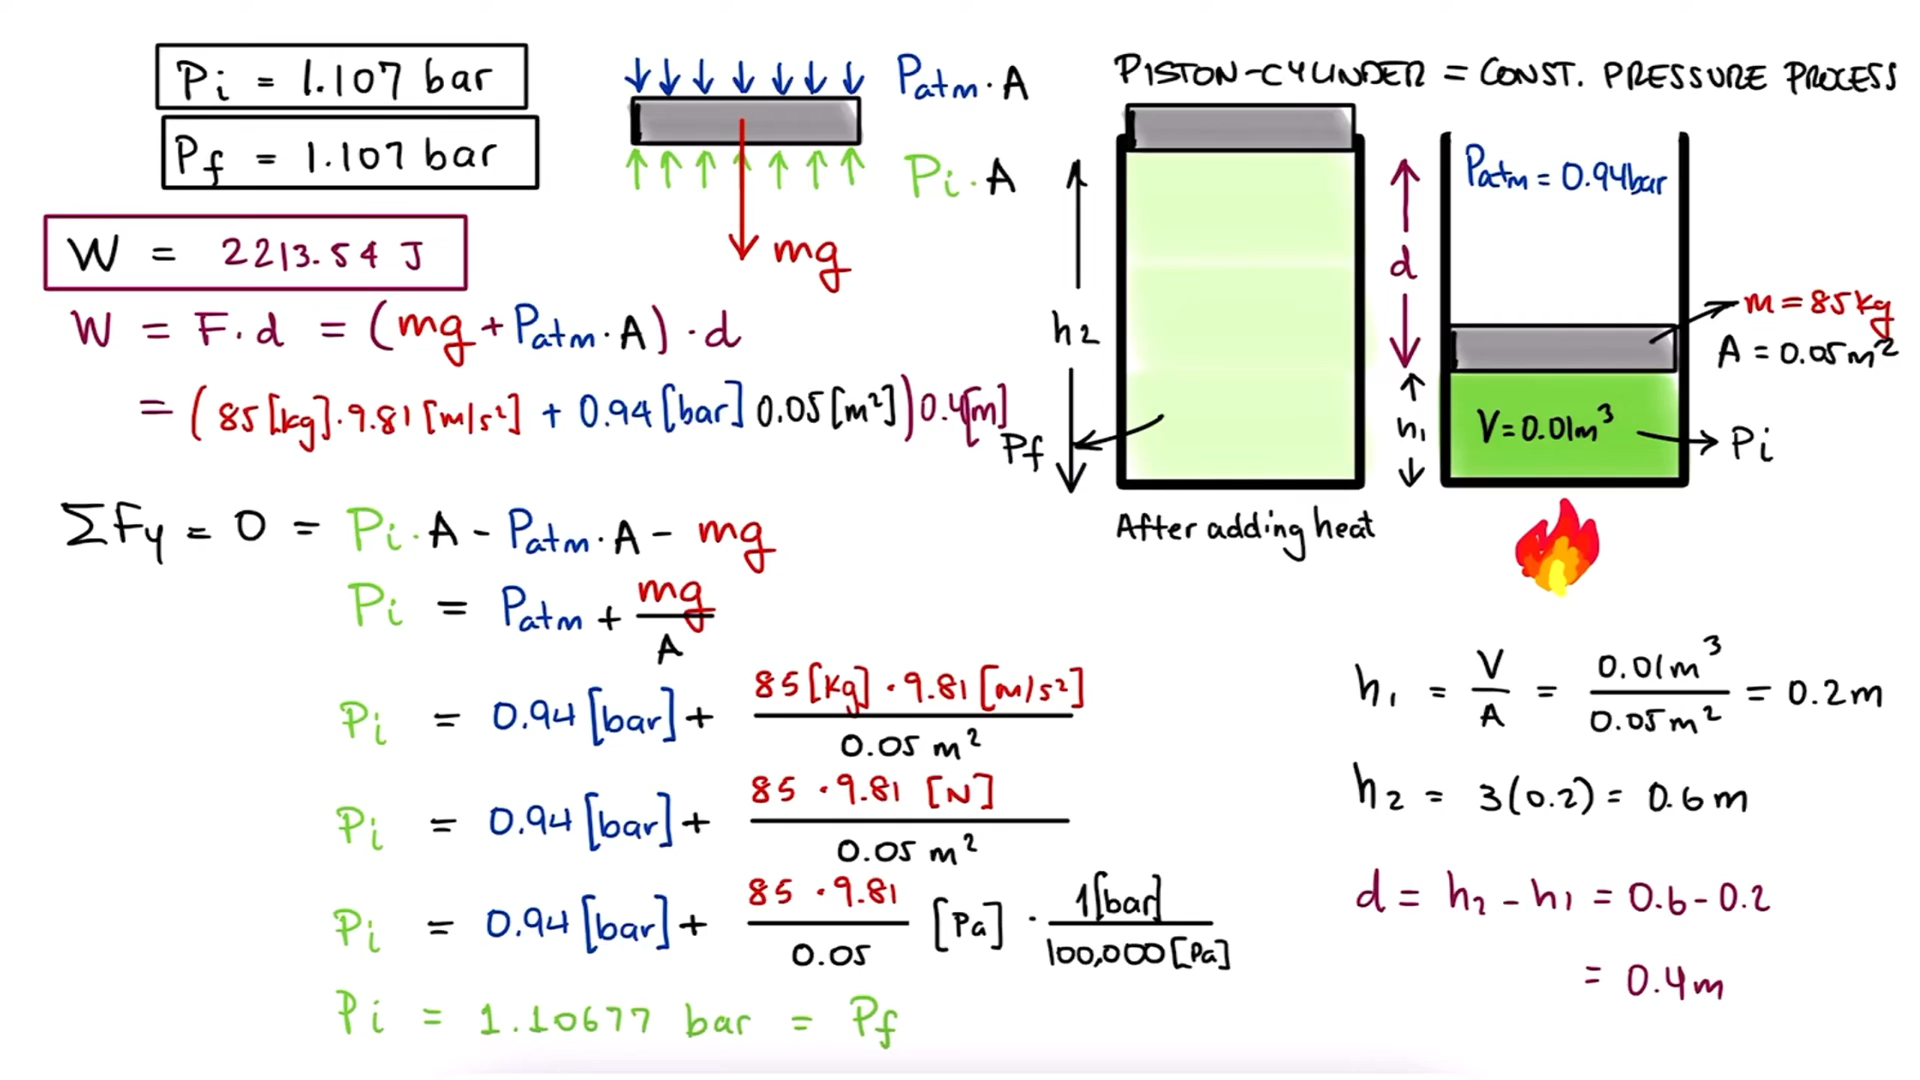 Pi = 1.107 bar
Pf = 1.107 bar
W = 2213.54 J
W = F.d = (mg + Patm · A) · d
= (85 [kg] · 9.81 [m/s²] + 0.94 [bar] 0.05 [m²]) 0.4 [m]
Patm · A
Pi · A
mg
PISTON-CYLINDER = CONST. PRESSURE PROCESS
h2
Pf
After adding heat
d
h1
Patm = 0.94bar
m = 85 kg
A = 0.05 m²
V = 0.01m³
Pi
ΣFy = 0 = Pi · A - Patm · A - mg
Pi = Patm + mg / A
Pi = 0.94 [bar] + 85 [kg] · 9.81 [m/s²] / 0.05 m²
Pi = 0.94 [bar] + 85 · 9.81 [N] / 0.05 m²
Pi = 0.94 [bar] + 85 · 9.81 / 0.05 [Pa] · 1 [bar] / 100,000 [Pa]
Pi = 1.10677 bar = Pf
h1 = V / A = 0.01m³ / 0.05 m² = 0.2 m
h2 = 3(0.2) = 0.6 m
d = h2 - h1 = 0.6 - 0.2
= 0.4 m